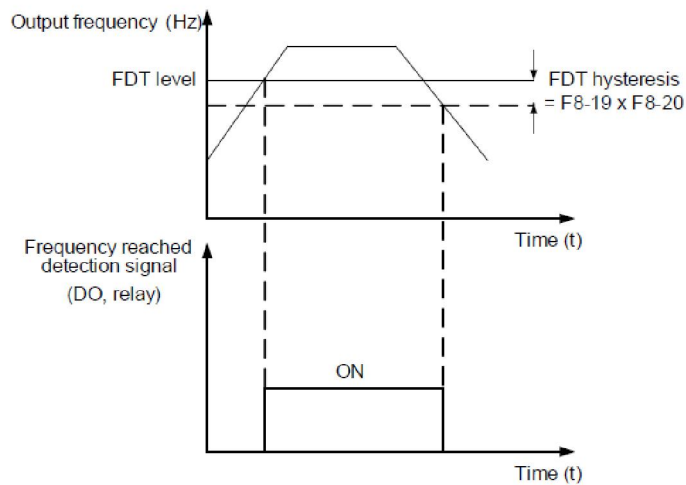 Output frequency (Hz)
FDT level
FDT hysteresis
= F8-19 x F8-20
Time (t)
Frequency reached
detection signal
(DO, relay)
ON
Time (t)